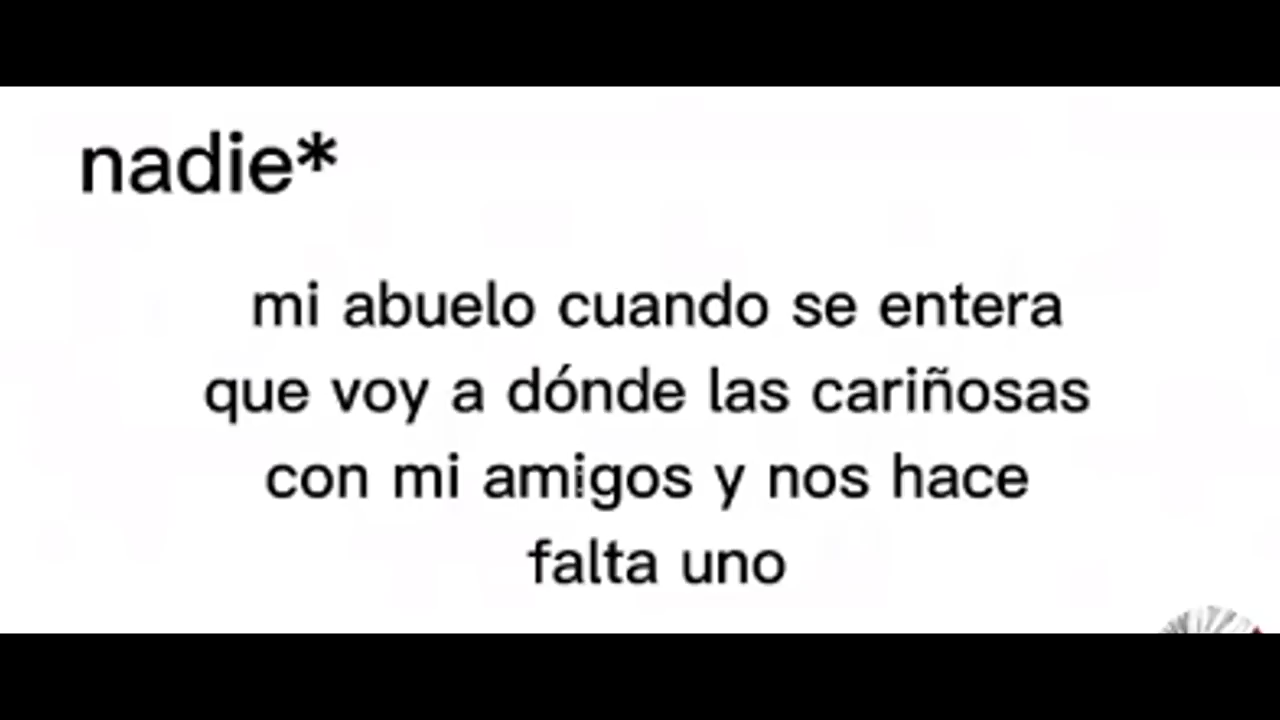 nadie*
mi abuelo cuando se entera
que voy a dónde las cariñosas
con mi amigos y nos hace
falta uno